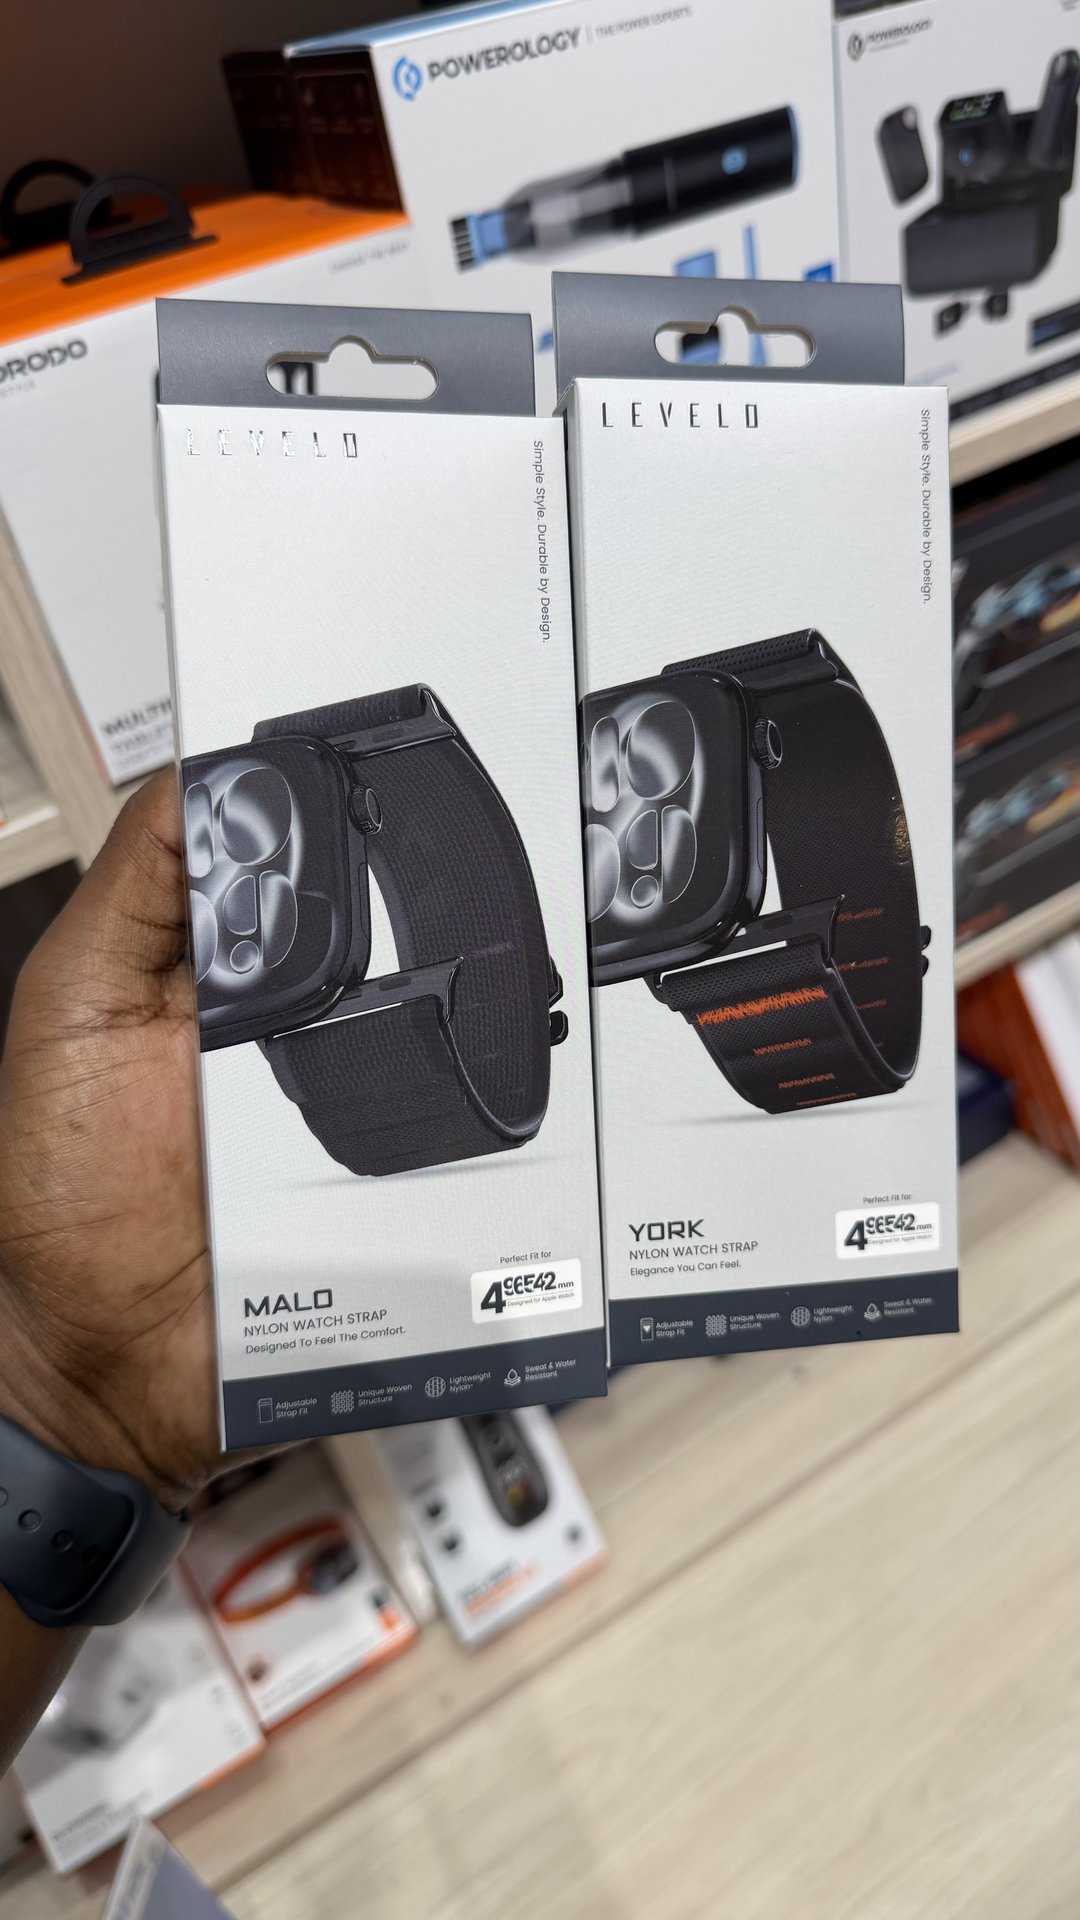 POWEROLOGY | THE POWER EXPERTS
POWEROLOGY
LEVELO
Simple Style. Durable by Design.
Perfect Fit for
Designed for Apple Watch
MALO
NYLON WATCH STRAP
Designed To Feel The Comfort.
Adjustable
Strap Fit
Unique Woven
Structure
Lightweight
Nylon
Sweat & Water
Resistant
LEVELO
Simple Style. Durable by Design.
Perfect Fit for
Designed for Apple Watch
YORK
NYLON WATCH STRAP
Elegance You Can Feel.
Adjustable
Strap Fit
Unique Woven
Structure
Lightweight
Nylon
Sweat & Water
Resistant